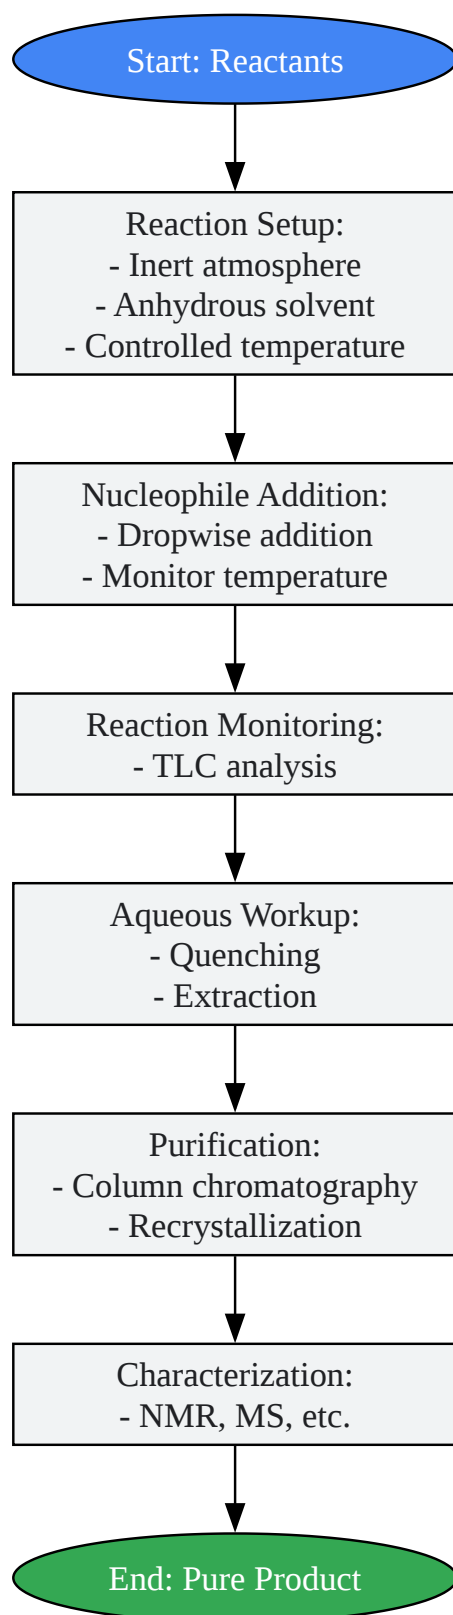 Start: Reactants
Reaction Setup:
- Inert atmosphere
- Anhydrous solvent
- Controlled temperature
Nucleophile Addition:
- Dropwise addition
- Monitor temperature
Reaction Monitoring:
- TLC analysis
Aqueous Workup:
- Quenching
- Extraction
Purification:
- Column chromatography
- Recrystallization
Characterization:
- NMR, MS, etc.
End: Pure Product